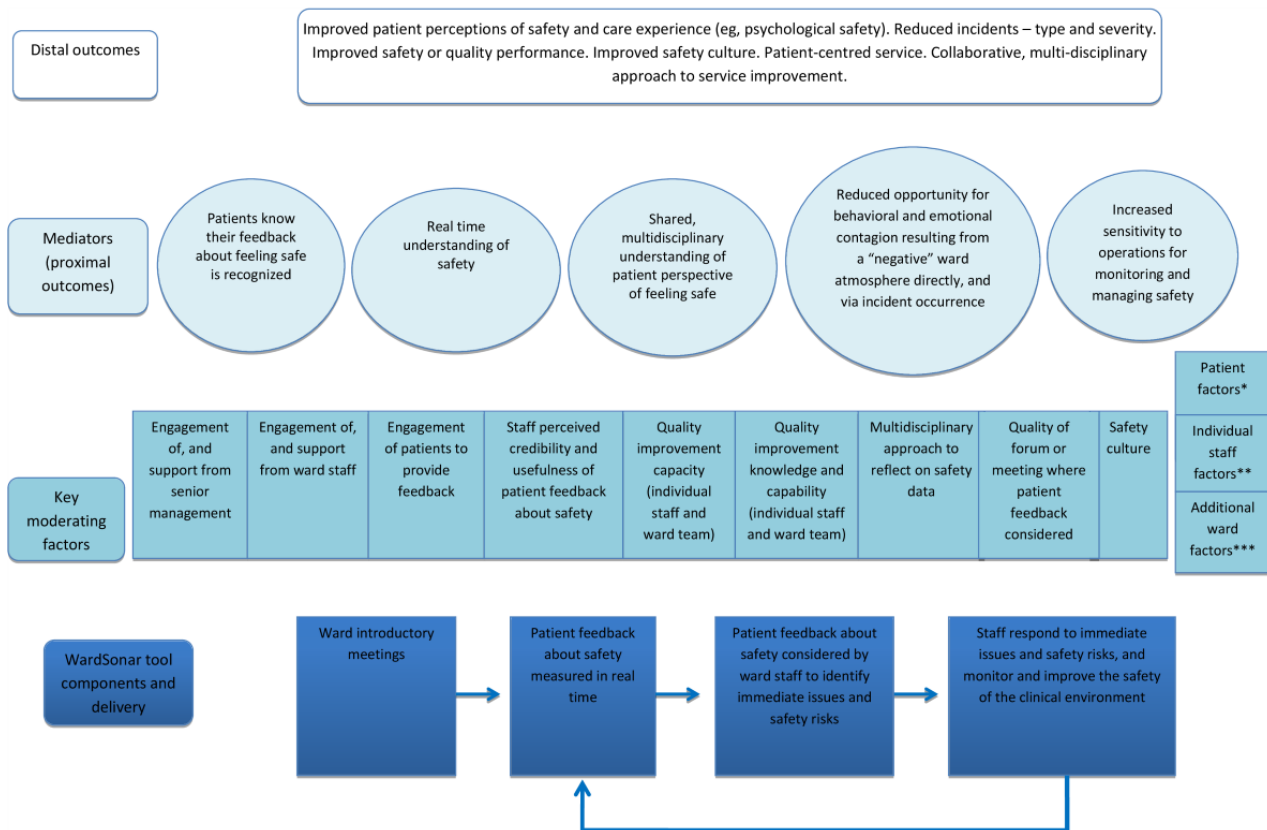 Distal outcomes
Improved patient perceptions of safety and care experience (eg, psychological safety). Reduced incidents – type and severity.
Improved safety or quality performance. Improved safety culture. Patient-centred service. Collaborative, multi-disciplinary
approach to service improvement.
Mediators
(proximal
outcomes)
Patients know
their feedback
about feeling safe
is recognized
Real time
understanding of
safety
Shared,
multidisciplinary
understanding of
patient perspective
of feeling safe
Reduced opportunity for
behavioral and emotional
contagion resulting from
a “negative” ward
atmosphere directly, and
via incident occurrence
Increased
sensitivity to
operations for
monitoring and
managing safety
Key
moderating
factors
Engagement
of, and
support from
senior
management
Engagement of,
and support
from ward staff
Engagement
of patients to
provide
feedback
Staff perceived
credibility and
usefulness of
patient feedback
about safety
Quality
improvement
capacity
(individual
staff and
ward team)
Quality
improvement
knowledge and
capability
(individual staff
and ward team)
Multidisciplinary
approach to
reflect on safety
data
Quality of
forum or
meeting where
patient
feedback
considered
Safety
culture
Patient
factors*
Individual
staff
factors**
Additional
ward
factors***
WardSonar tool
components and
delivery
Ward introductory
meetings
Patient feedback
about safety
measured in real
time
Patient feedback about
safety considered by
ward staff to identify
immediate issues and
safety risks
Staff respond to immediate
issues and safety risks, and
monitor and improve the safety
of the clinical environment